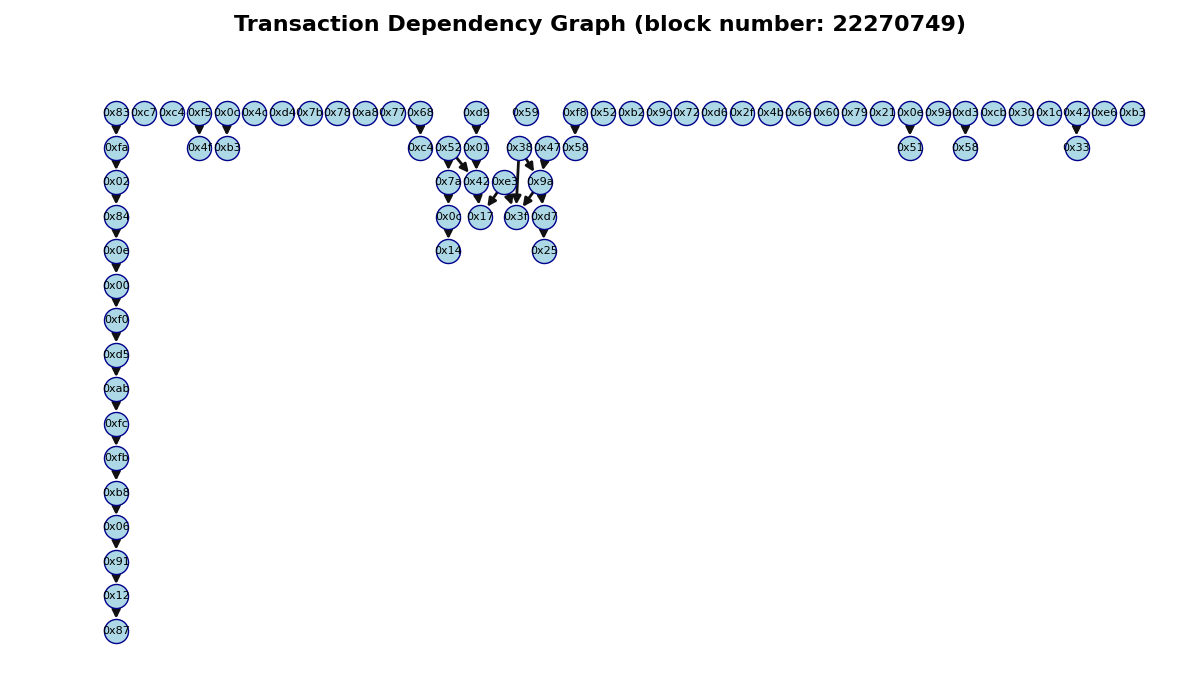 Transaction Dependency Graph (block number: 22270749)
0x83 0xc7 0xc4 0xf5 0x0c 0x4c 0xd4 0x7b 0x78 0xa8 0x77 0x68 0xd9 0x59 0xf8 0x52 0xb2 0x9c 0x72 0xd6 0x2f 0x4b 0x66 0x60 0x79 0x21 0x0e 0x9a 0xd3 0xcb 0x30 0x1c 0x42 0xe6 0xb3
0xfa 0x4f 0xb3 0xc4 0x52 0x01 0x38 0x47 0x58 0x51 0x58 0x33
0x02 0x7a 0x42 0xe3 0x9a
0x84 0x0c 0x17 0x3f 0xd7
0x0e 0x14 0x25
0x00
0xf0
0xd5
0xab
0xfc
0xfb
0xb8
0x06
0x91
0x12
0x87